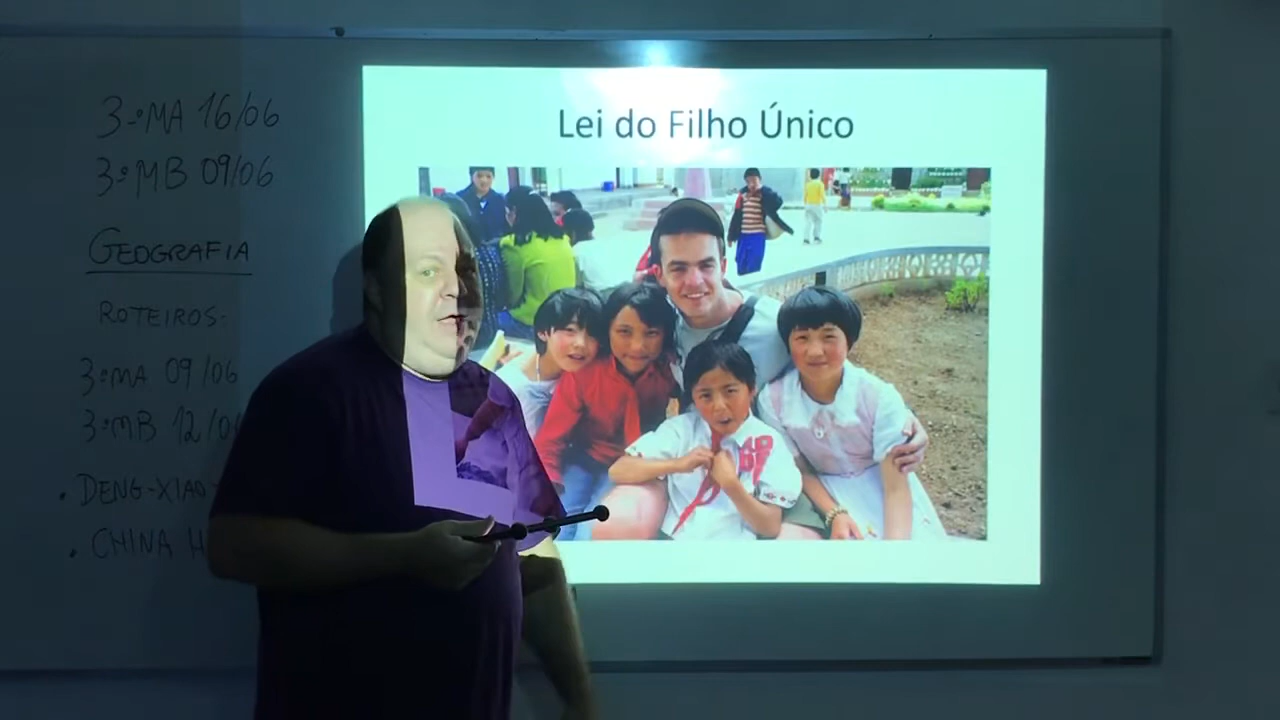 3ºMA 16/06
3ºMB 09/06
GEOGRAFIA
ROTEIROS:
3ºMA 09/06
3ºMB 12/0
• DENG-XIAO
• CHINA H
Lei do Filho Único